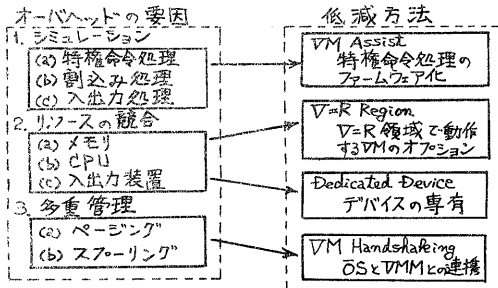 オーバヘッドの要因
1. シミュレーション
(a) 特権命令処理
(b) 割込み処理
(c) 入出力処理
2. リソースの競合
(a) メモリ
(b) CPU
(c) 入出力装置
3. 多重管理
(a) ページング
(b) スプーリング
低減方法
VM Assist
特権命令処理の
ファームウェア化
V=R Region
V=R 領域で動作
するVMのオプション
Dedicated Device
デバイスの専有
VM Handshaking
OSとVMMとの連携